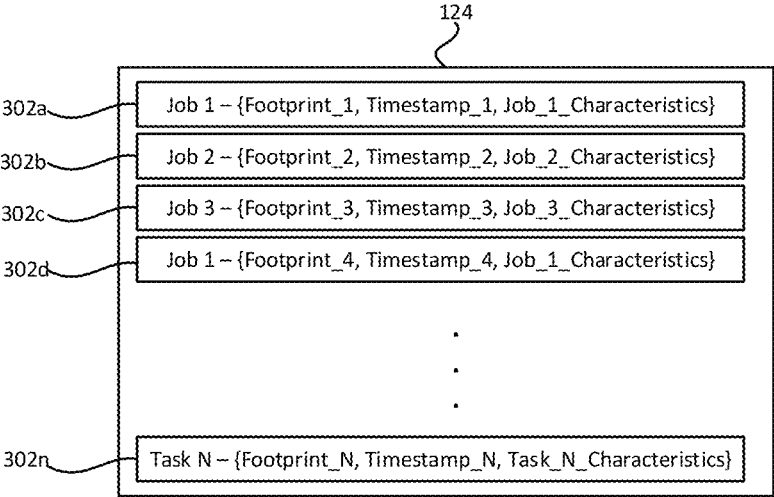 124
302a
Job 1 – {Footprint_1, Timestamp_1, Job_1_Characteristics}
302b
Job 2 – {Footprint_2, Timestamp_2, Job_2_Characteristics}
302c
Job 3 – {Footprint_3, Timestamp_3, Job_3_Characteristics}
302d
Job 1 – {Footprint_4, Timestamp_4, Job_1_Characteristics}
302n
Task N – {Footprint_N, Timestamp_N, Task_N_Characteristics}